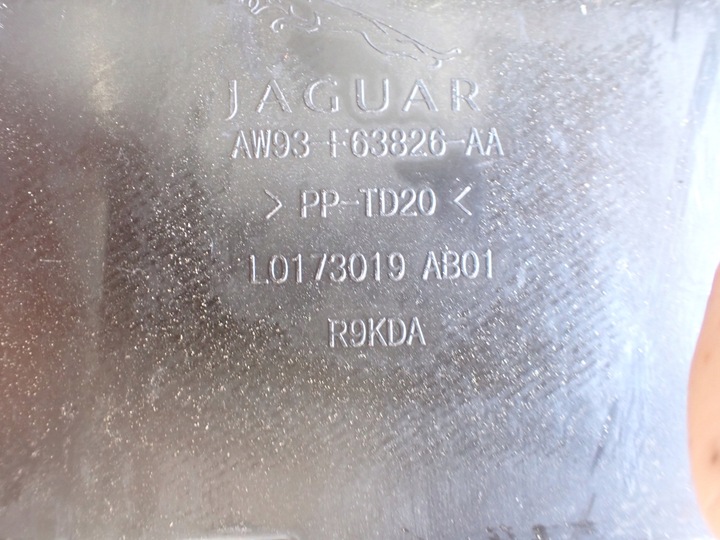 JAGUAR
AW93-F63826-AA
> PP-TD20 <
L0173019 AB01
R9KDA